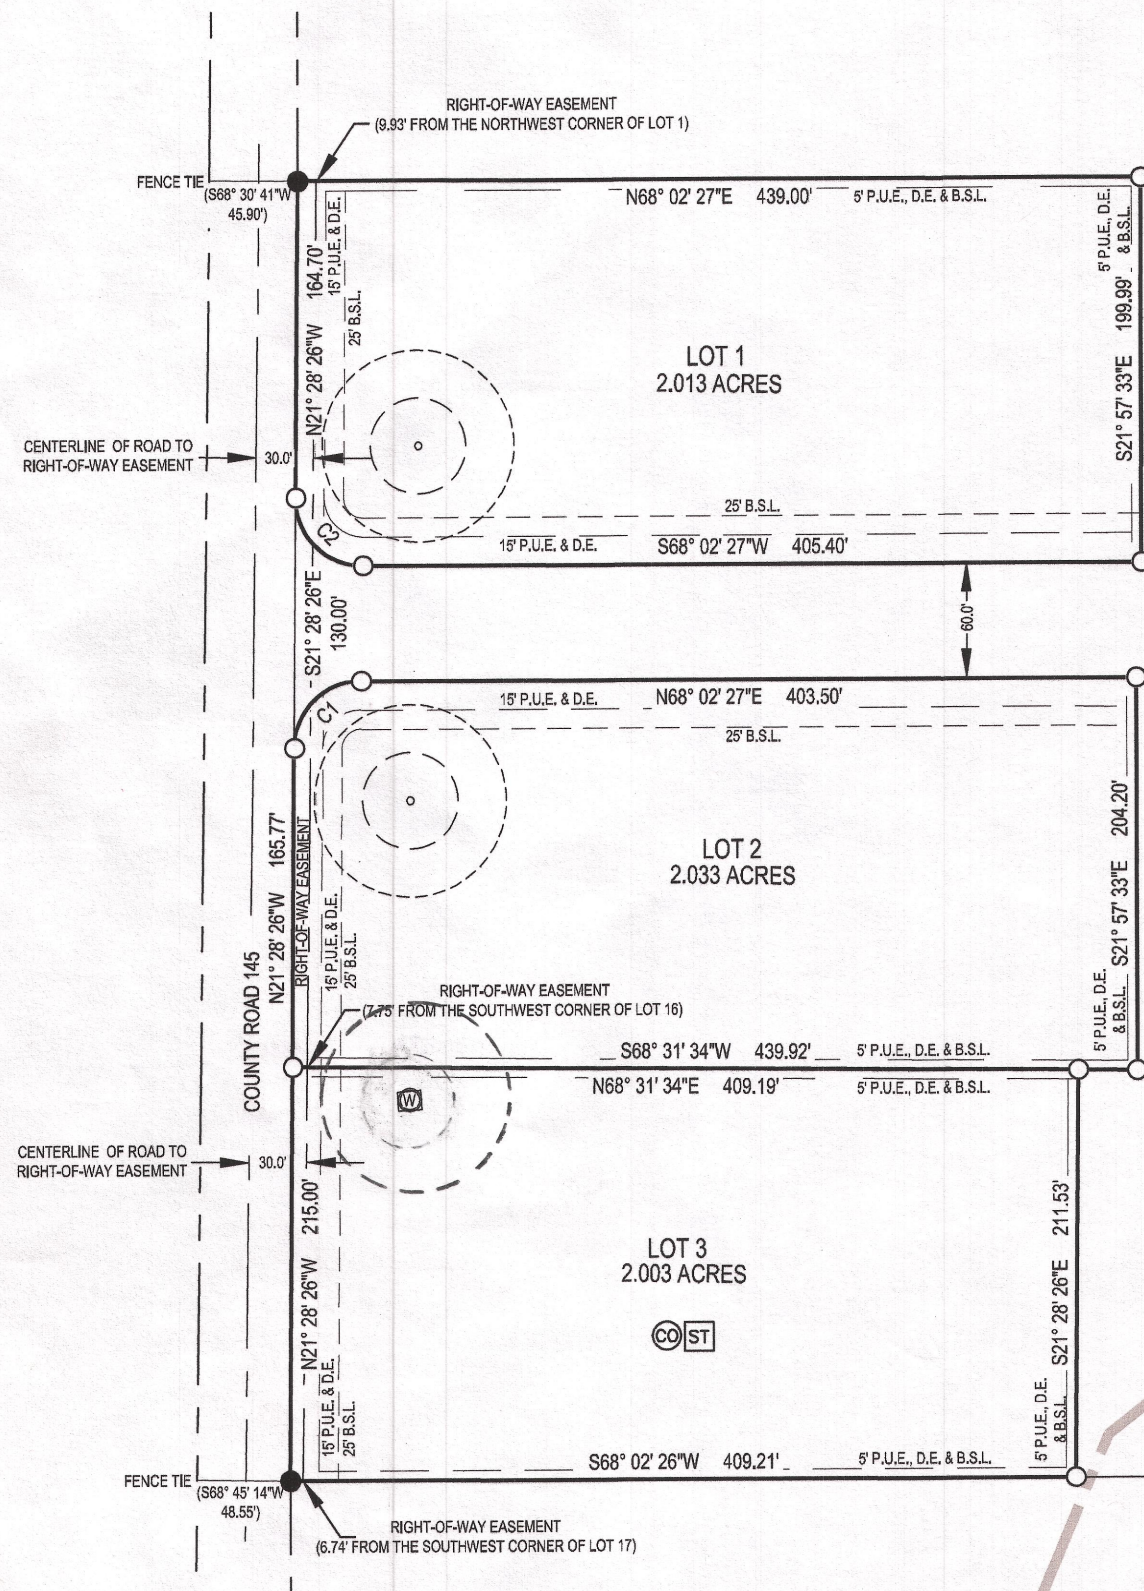 RIGHT-OF-WAY EASEMENT
(9.93' FROM THE NORTHWEST CORNER OF LOT 1)
FENCE TIE
(S68° 30' 41"W
45.90')
N68° 02' 27"E 439.00'
5' P.U.E., D.E. & B.S.L.
N21° 28' 26"W 164.70'
15' P.U.E. & D.E.
25' B.S.L.
5' P.U.E., D.E.
& B.S.L.
S21° 57' 33"E 199.99'
LOT 1
2.013 ACRES
CENTERLINE OF ROAD TO
RIGHT-OF-WAY EASEMENT
30.0'
25' B.S.L.
C2
15' P.U.E. & D.E.
S68° 02' 27"W 405.40'
S21° 28' 26"E
130.00'
60.0'
C1
15' P.U.E. & D.E.
N68° 02' 27"E 403.50'
25' B.S.L.
N21° 28' 26"W 165.77'
RIGHT-OF-WAY EASEMENT
15' P.U.E. & D.E.
25' B.S.L.
LOT 2
2.033 ACRES
S21° 57' 33"E 204.20'
5' P.U.E., D.E.
& B.S.L.
COUNTY ROAD 145
RIGHT-OF-WAY EASEMENT
(7.75' FROM THE SOUTHWEST CORNER OF LOT 16)
S68° 31' 34"W 439.92'
5' P.U.E., D.E. & B.S.L.
N68° 31' 34"E 409.19'
5' P.U.E., D.E. & B.S.L.
W
CENTERLINE OF ROAD TO
RIGHT-OF-WAY EASEMENT
30.0'
N21° 28' 26"W 215.00'
LOT 3
2.003 ACRES
S21° 28' 26"E 211.53'
CO ST
15' P.U.E. & D.E.
25' B.S.L.
5' P.U.E., D.E.
& B.S.L.
S68° 02' 26"W 409.21'
5' P.U.E., D.E. & B.S.L.
FENCE TIE
(S68° 45' 14"W
48.55')
RIGHT-OF-WAY EASEMENT
(6.74' FROM THE SOUTHWEST CORNER OF LOT 17)